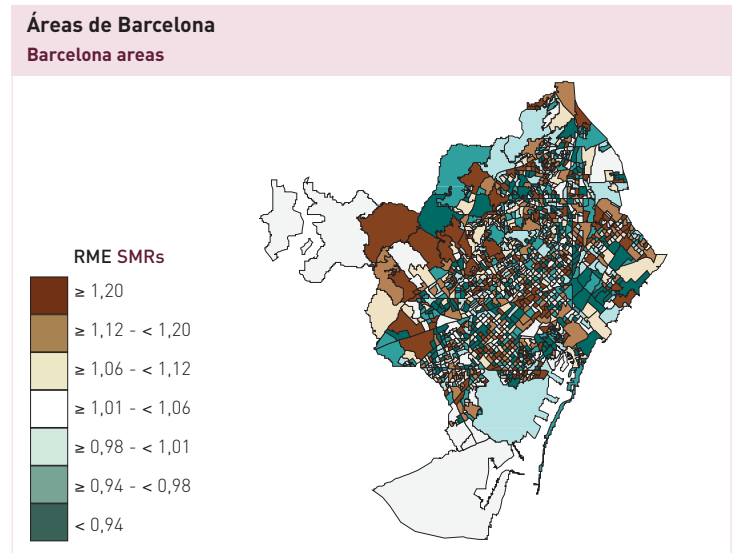 Áreas de Barcelona
Barcelona areas
RME SMRs
≥ 1,20
≥ 1,12 - < 1,20
≥ 1,06 - < 1,12
≥ 1,01 - < 1,06
≥ 0,98 - < 1,01
≥ 0,94 - < 0,98
< 0,94